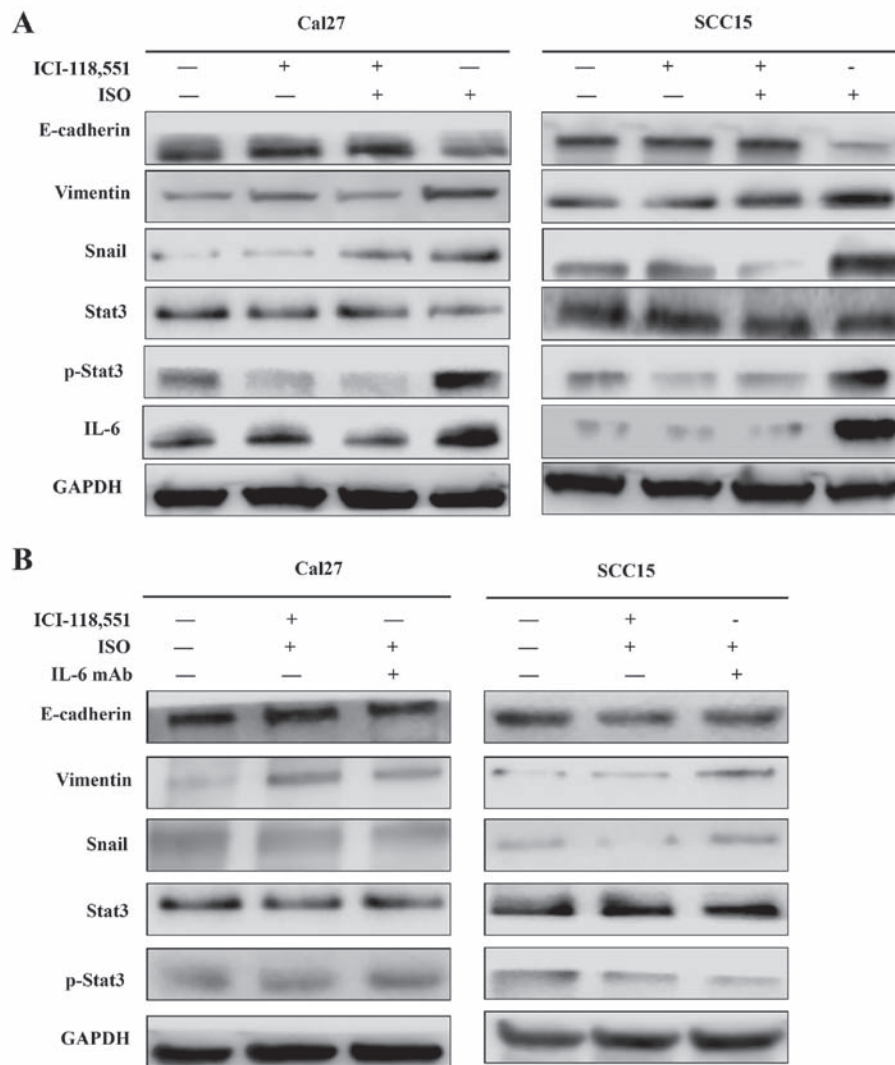 A
Cal27 SCC15
ICI-118,551 — + + — — + + -
ISO — — + + — — + +
E-cadherin
Vimentin
Snail
Stat3
p-Stat3
IL-6
GAPDH
B
Cal27 SCC15
ICI-118,551 — + — — + -
ISO — + + — + +
IL-6 mAb — — + — — +
E-cadherin
Vimentin
Snail
Stat3
p-Stat3
GAPDH